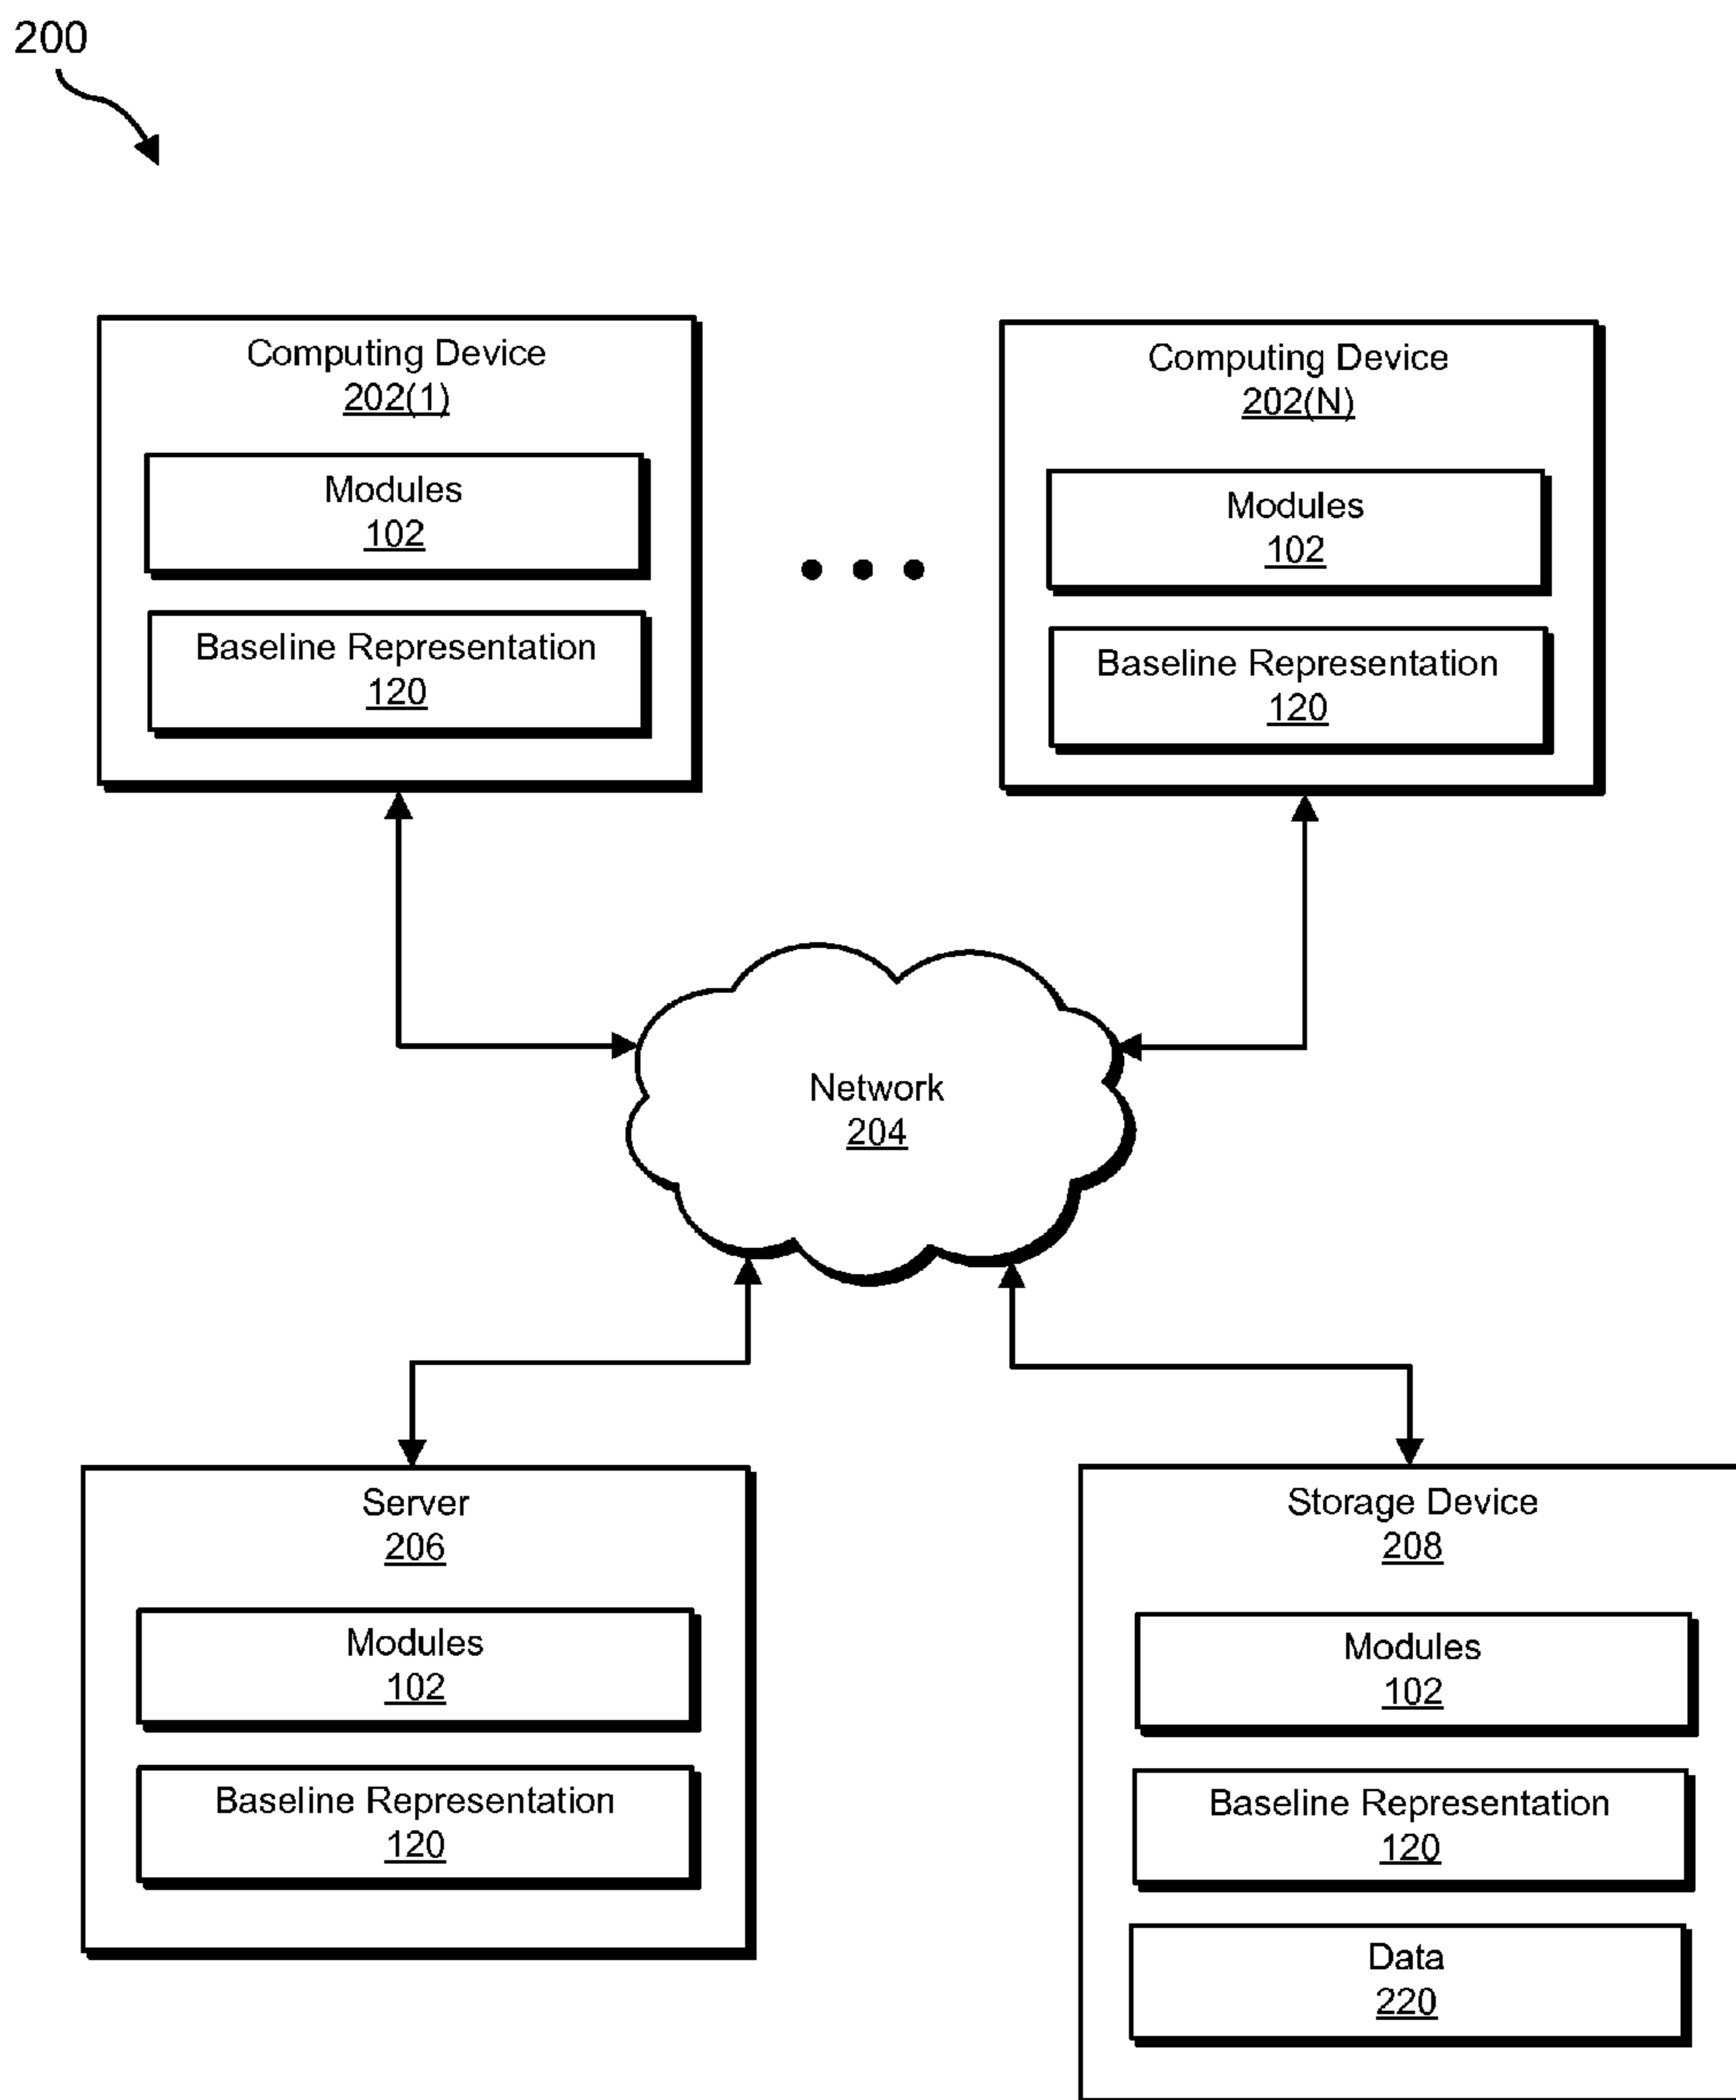 200
Computing Device
202(1)
Modules
102
Baseline Representation
120
Computing Device
202(N)
Modules
102
Baseline Representation
120
Network
204
Server
206
Modules
102
Baseline Representation
120
Storage Device
208
Modules
102
Baseline Representation
120
Data
220